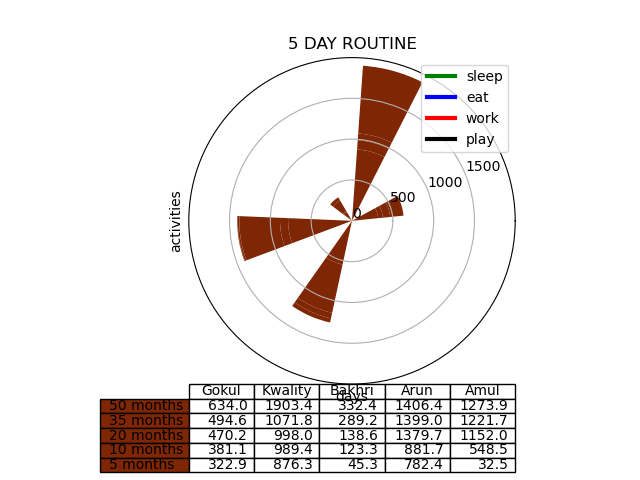 5 DAY ROUTINE
sleep
eat
work
play
1500
1000
500
0
activities
days
Gokul Kwality Bakhri Arun Amul
50 months 634.0 1903.4 332.4 1406.4 1273.9
35 months 494.6 1071.8 289.2 1399.0 1221.7
20 months 470.2 998.0 138.6 1379.7 1152.0
10 months 381.1 989.4 123.3 881.7 548.5
5 months 322.9 876.3 45.3 782.4 32.5